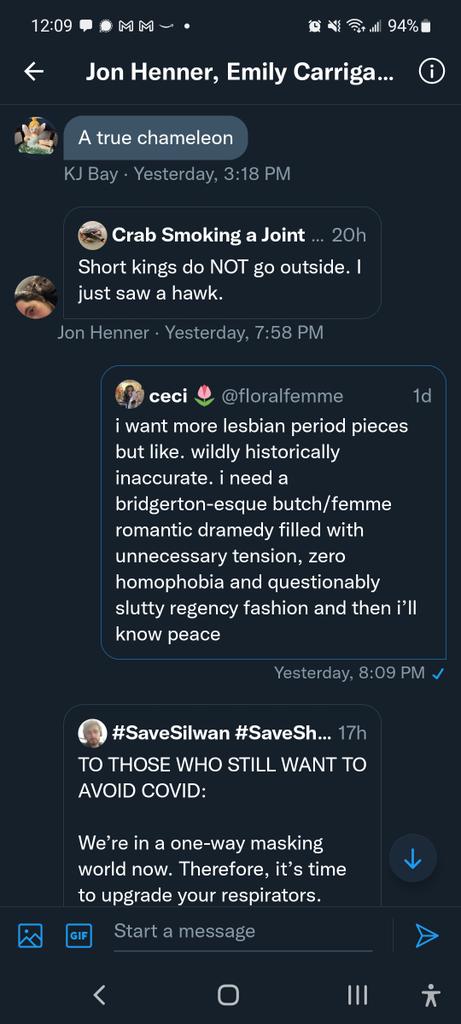 12:09
94%
Jon Henner, Emily Carriga...
A true chameleon
KJ Bay · Yesterday, 3:18 PM
Crab Smoking a Joint ... 20h
Short kings do NOT go outside. I
just saw a hawk.
Jon Henner · Yesterday, 7:58 PM
ceci 🌷 @floralfemme 1d
i want more lesbian period pieces
but like. wildly historically
inaccurate. i need a
bridgerton-esque butch/femme
romantic dramedy filled with
unnecessary tension, zero
homophobia and questionably
slutty regency fashion and then i'll
know peace
Yesterday, 8:09 PM
#SaveSilwan #SaveSh... 17h
TO THOSE WHO STILL WANT TO
AVOID COVID:
We're in a one-way masking
world now. Therefore, it's time
to upgrade your respirators.
GIF
Start a message